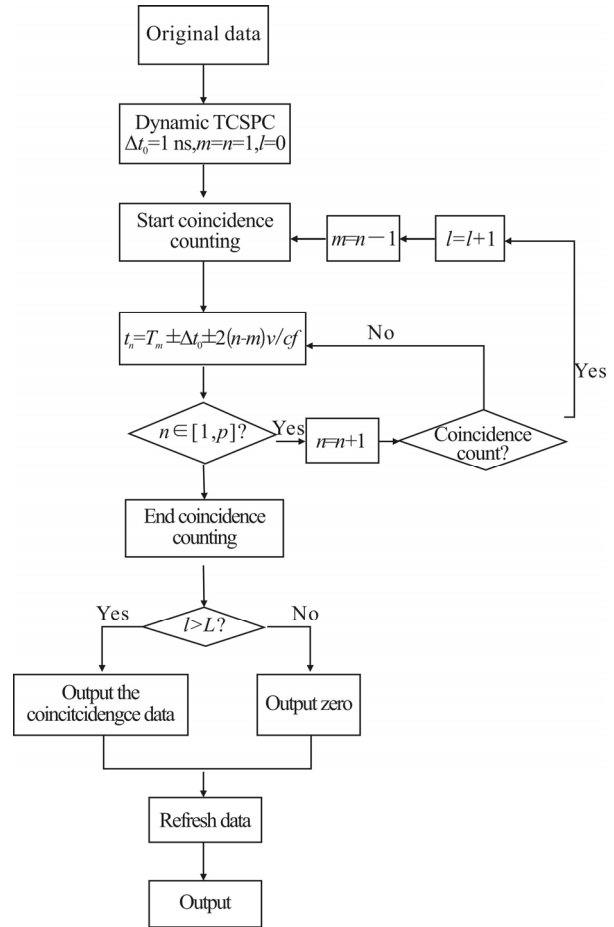 Original data
Dynamic TCSPC
Δt₀=1 ns,m=n=1,l=0
Start coincidence
counting
m=n−1
l=l+1
tₙ=Tₘ±Δt₀±2(n-m)v/cf
No
Yes
n∈[1,p]?
Yes
n=n+1
Coincidence
count?
End coincidence
counting
Yes
l>L?
No
Output the
coincitcidengce data
Output zero
Refresh data
Output